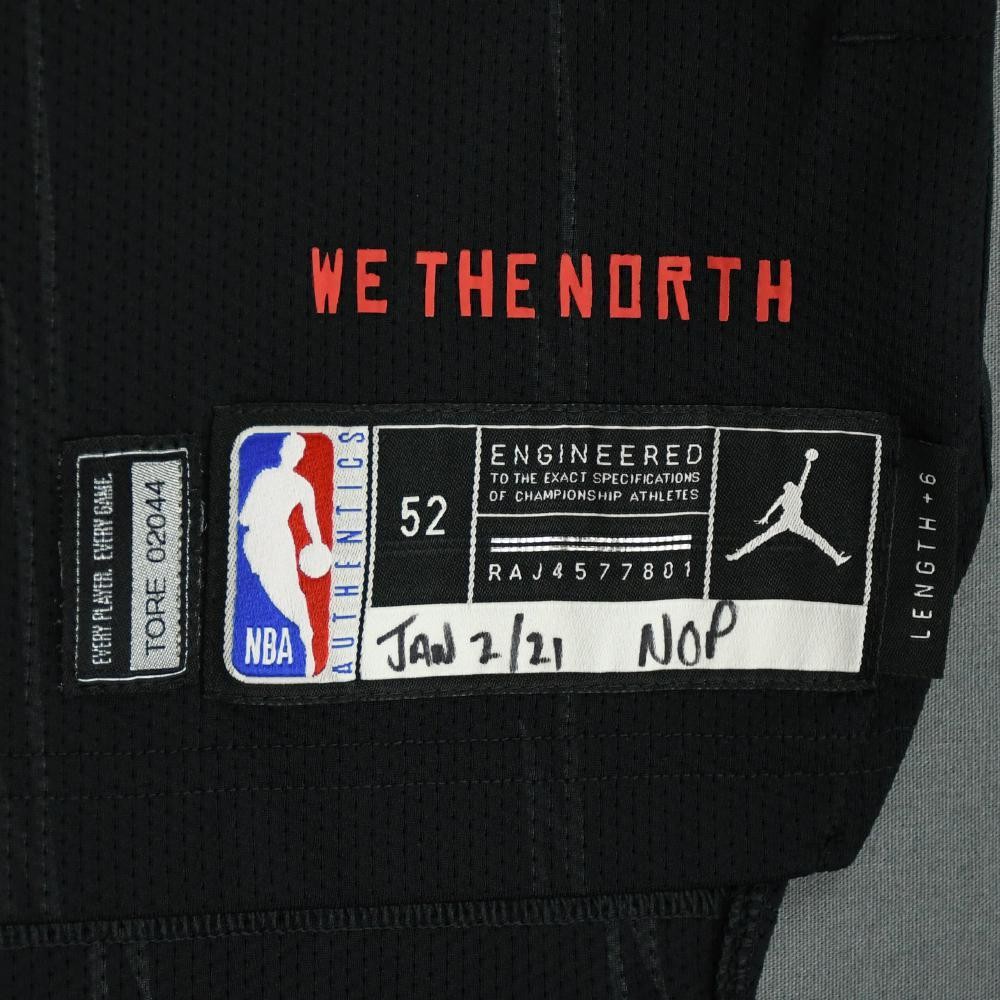 WE THE NORTH
EVERY PLAYER. EVERY GAME.
TORE 02044
NBA
AUTHENTICS
52
ENGINEERED
TO THE EXACT SPECIFICATIONS
OF CHAMPIONSHIP ATHLETES
RAJ4577801
JAN 2/21 NOP
LENGTH +6